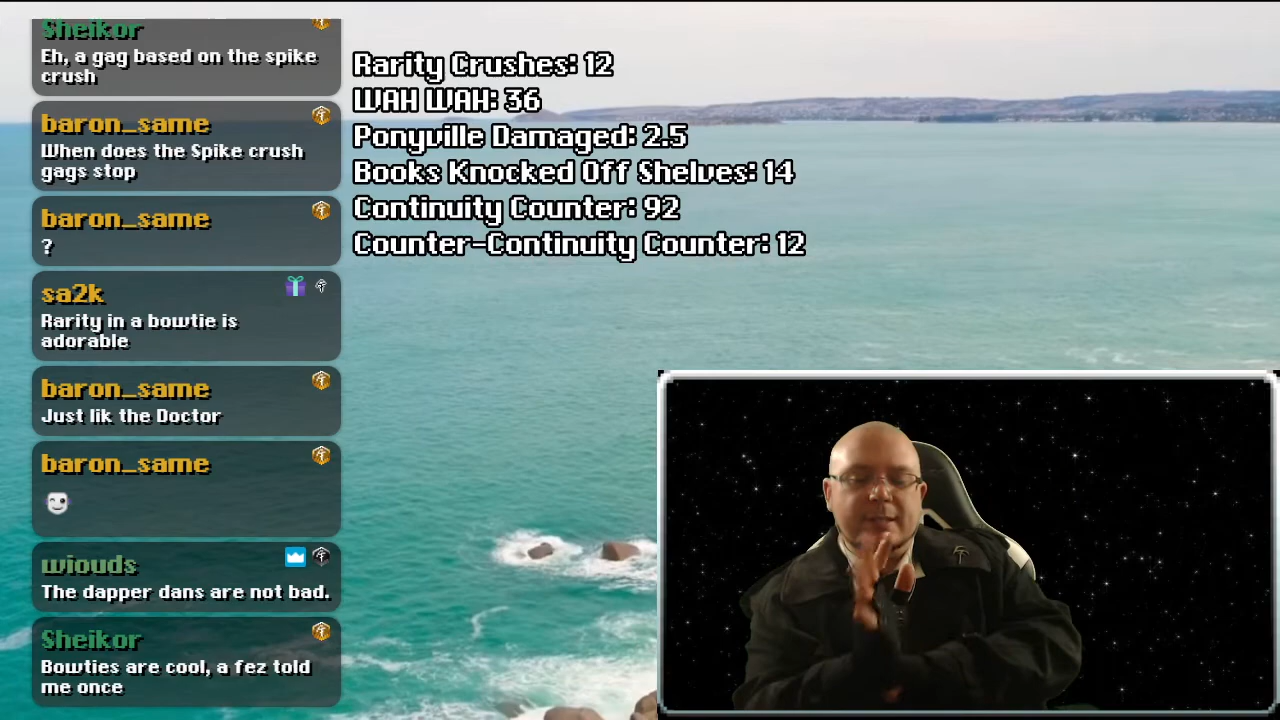 Sheikor
Eh, a gag based on the spike
crush
baron_same
When does the Spike crush
gags stop
baron_same
?
sa2k
Rarity in a bowtie is
adorable
baron_same
Just lik the Doctor
baron_same
wiouds
The dapper dans are not bad.
Sheikor
Bowties are cool, a fez told
me once
Rarity Crushes: 12
WAH WAH: 36
Ponyville Damaged: 2.5
Books Knocked Off Shelves: 14
Continuity Counter: 92
Counter-Continuity Counter: 12